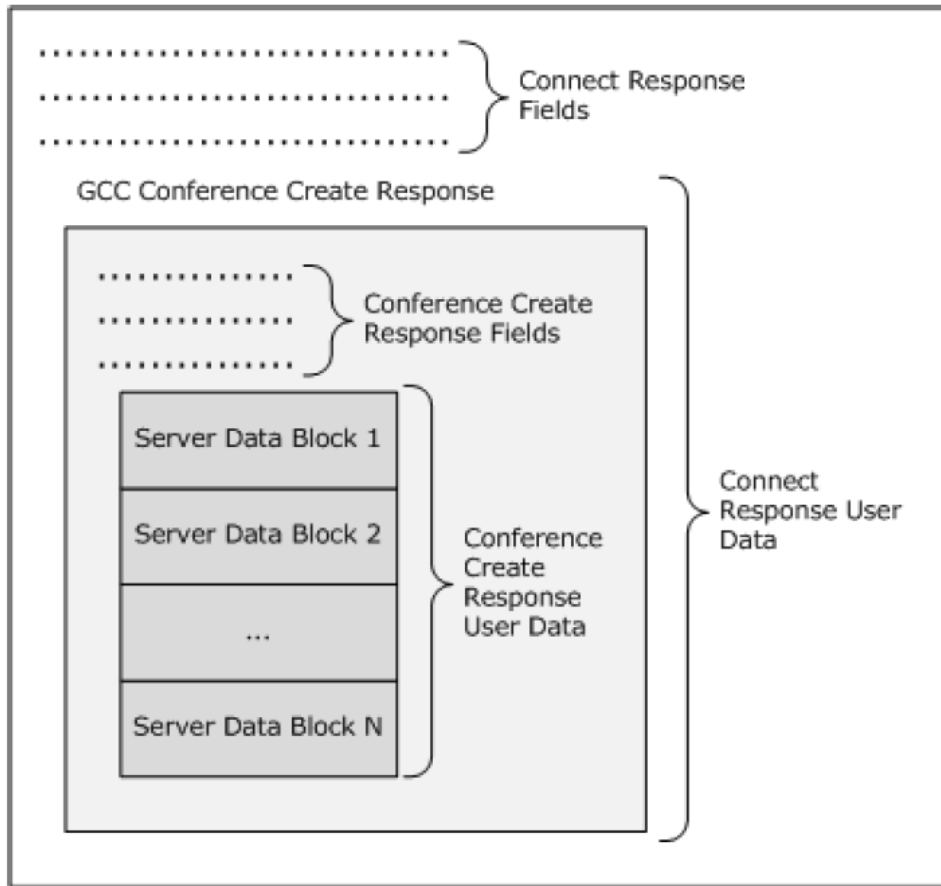 Connect Response
Fields
GCC Conference Create Response
Conference Create
Response Fields
Server Data Block 1
Server Data Block 2
...
Server Data Block N
Conference
Create
Response
User Data
Connect
Response User
Data